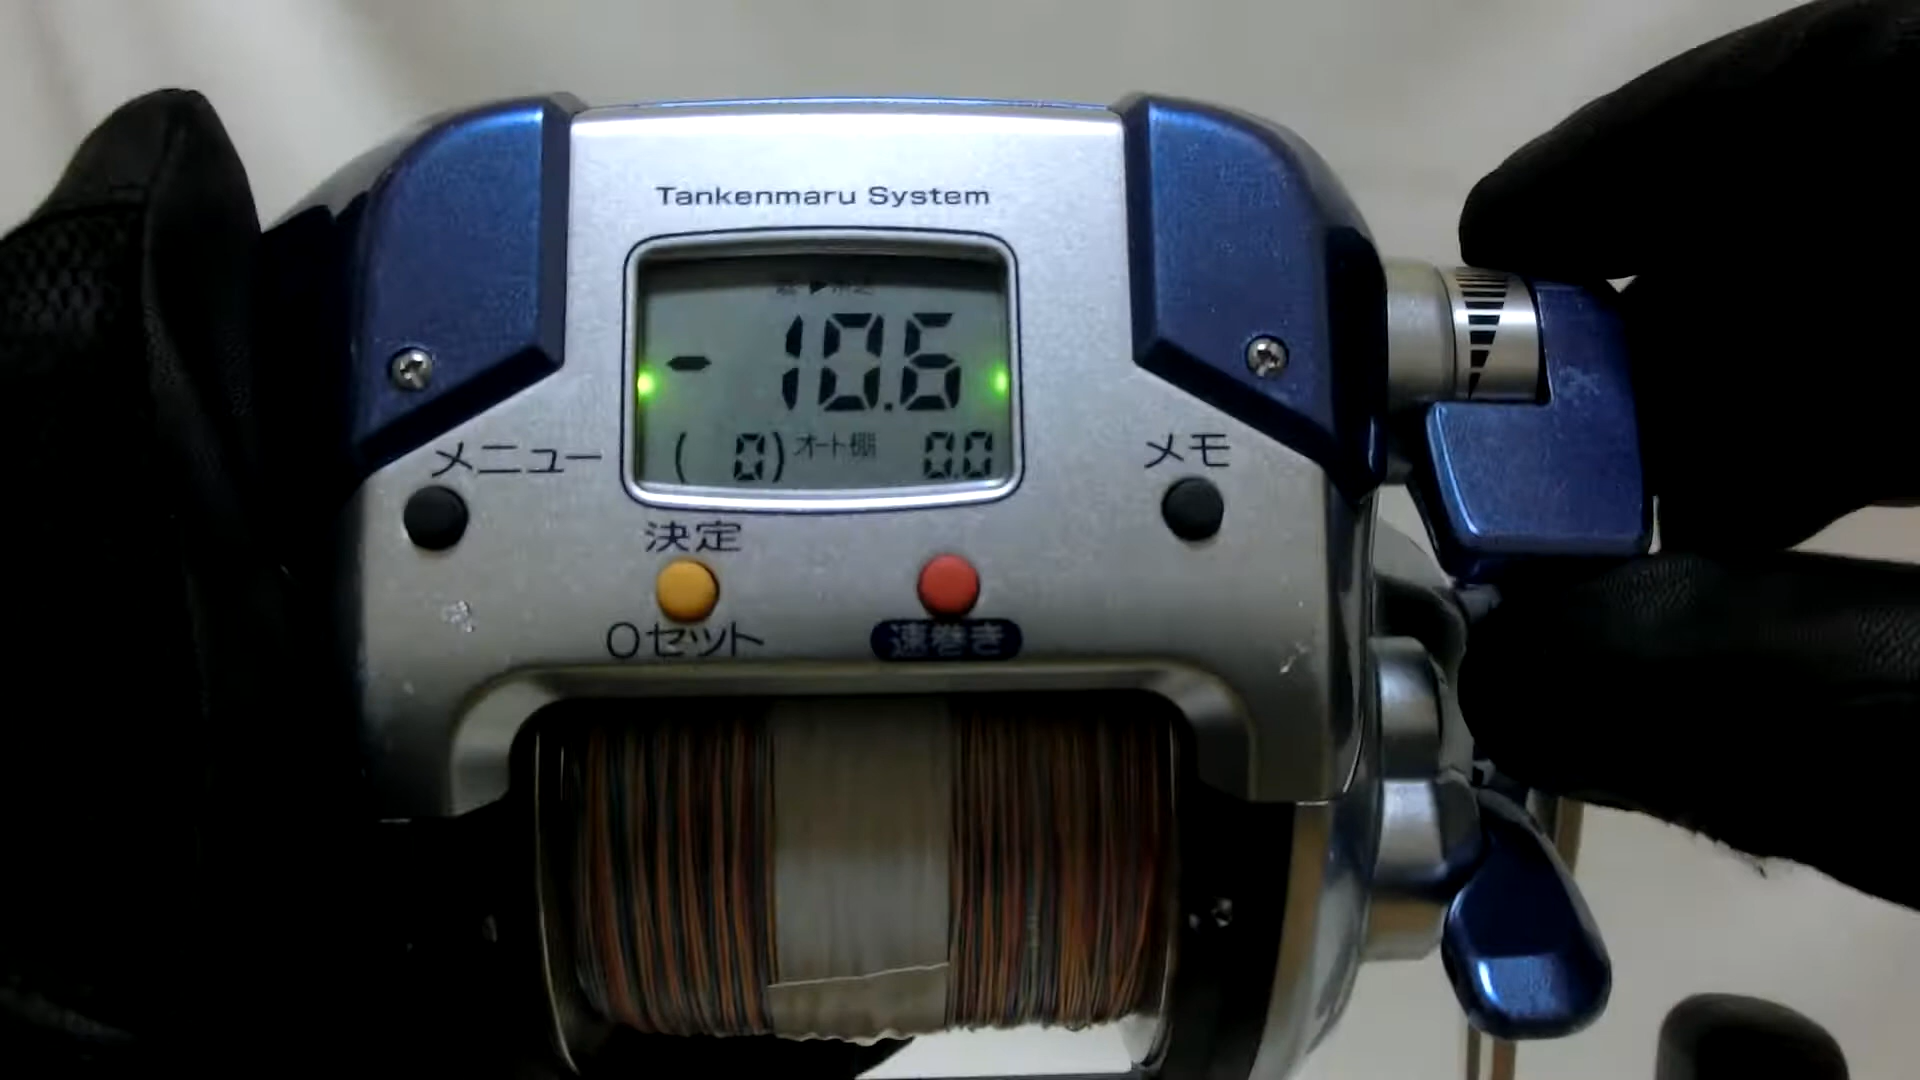 Tankenmaru System
- 10.6
( 0) オート棚 0.0
メニュー
メモ
決定
0セット
速巻き